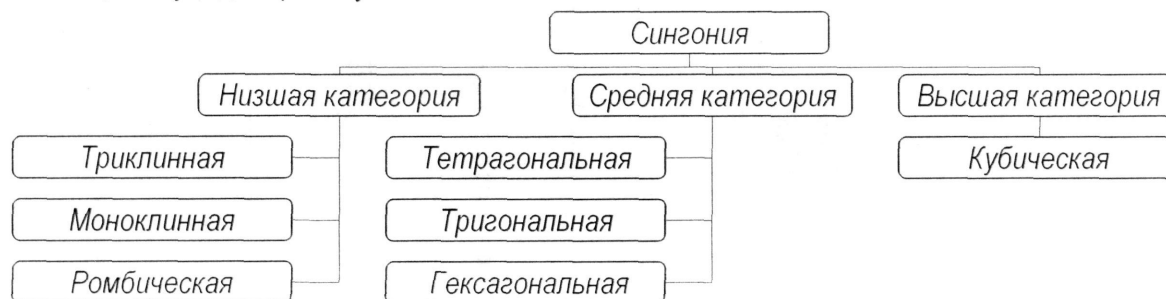 Сингония
Низшая категория
Средняя категория
Высшая категория
Триклинная
Тетрагональная
Кубическая
Моноклинная
Тригональная
Ромбическая
Гексагональная